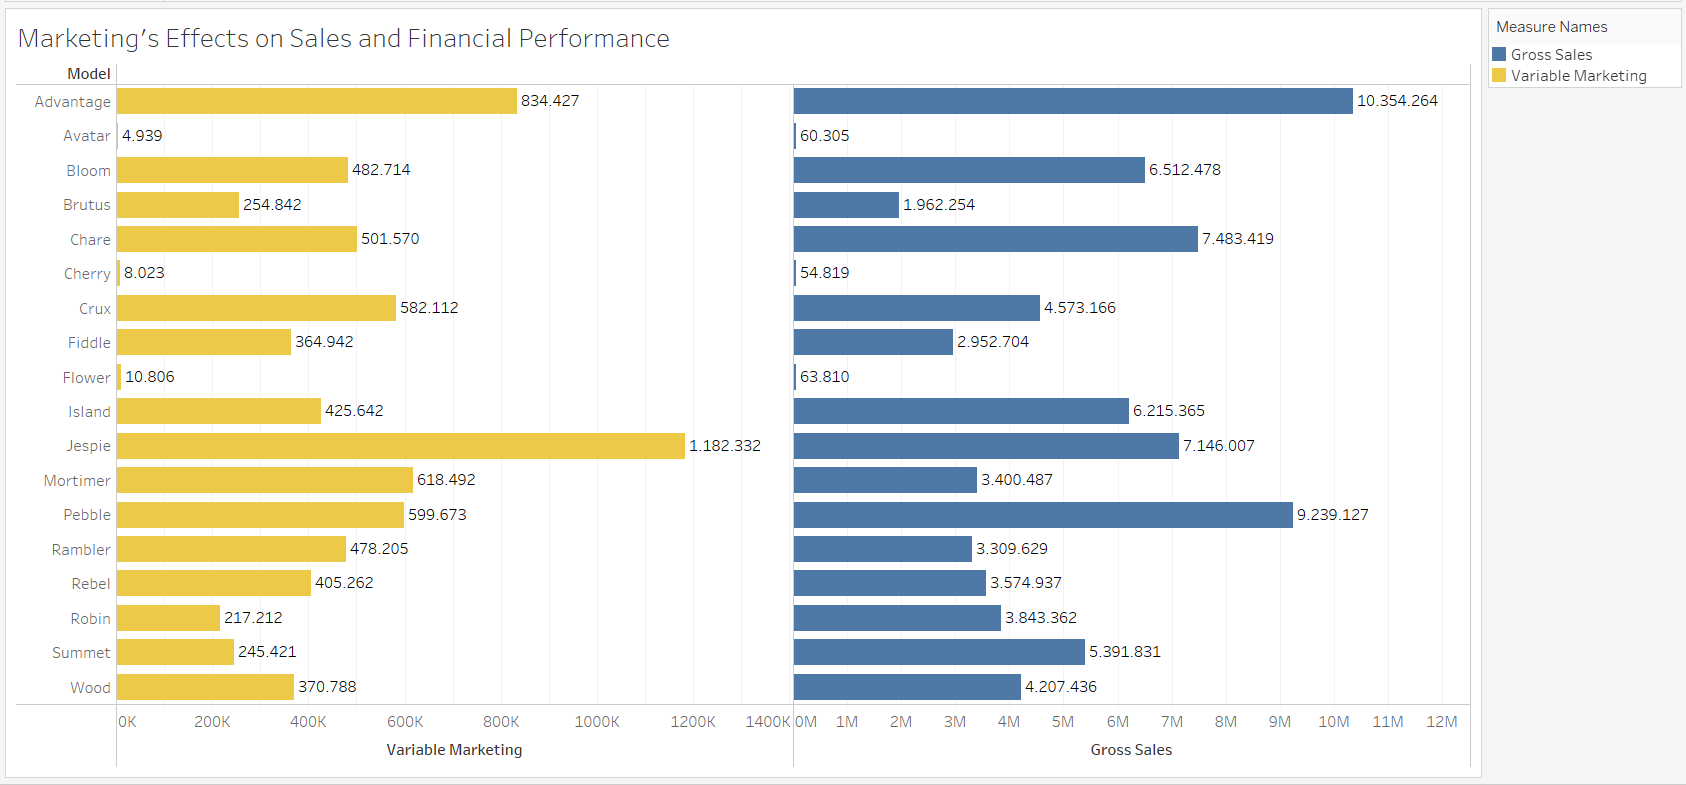 Marketing's Effects on Sales and Financial Performance
Measure Names
Gross Sales
Variable Marketing
Model
Advantage 834.427 10.354.264
Avatar 4.939 60.305
Bloom 482.714 6.512.478
Brutus 254.842 1.962.254
Chare 501.570 7.483.419
Cherry 8.023 54.819
Crux 582.112 4.573.166
Fiddle 364.942 2.952.704
Flower 10.806 63.810
Island 425.642 6.215.365
Jespie 1.182.332 7.146.007
Mortimer 618.492 3.400.487
Pebble 599.673 9.239.127
Rambler 478.205 3.309.629
Rebel 405.262 3.574.937
Robin 217.212 3.843.362
Summet 245.421 5.391.831
Wood 370.788 4.207.436
0K 200K 400K 600K 800K 1000K 1200K 1400K 0M 1M 2M 3M 4M 5M 6M 7M 8M 9M 10M 11M 12M
Variable Marketing Gross Sales